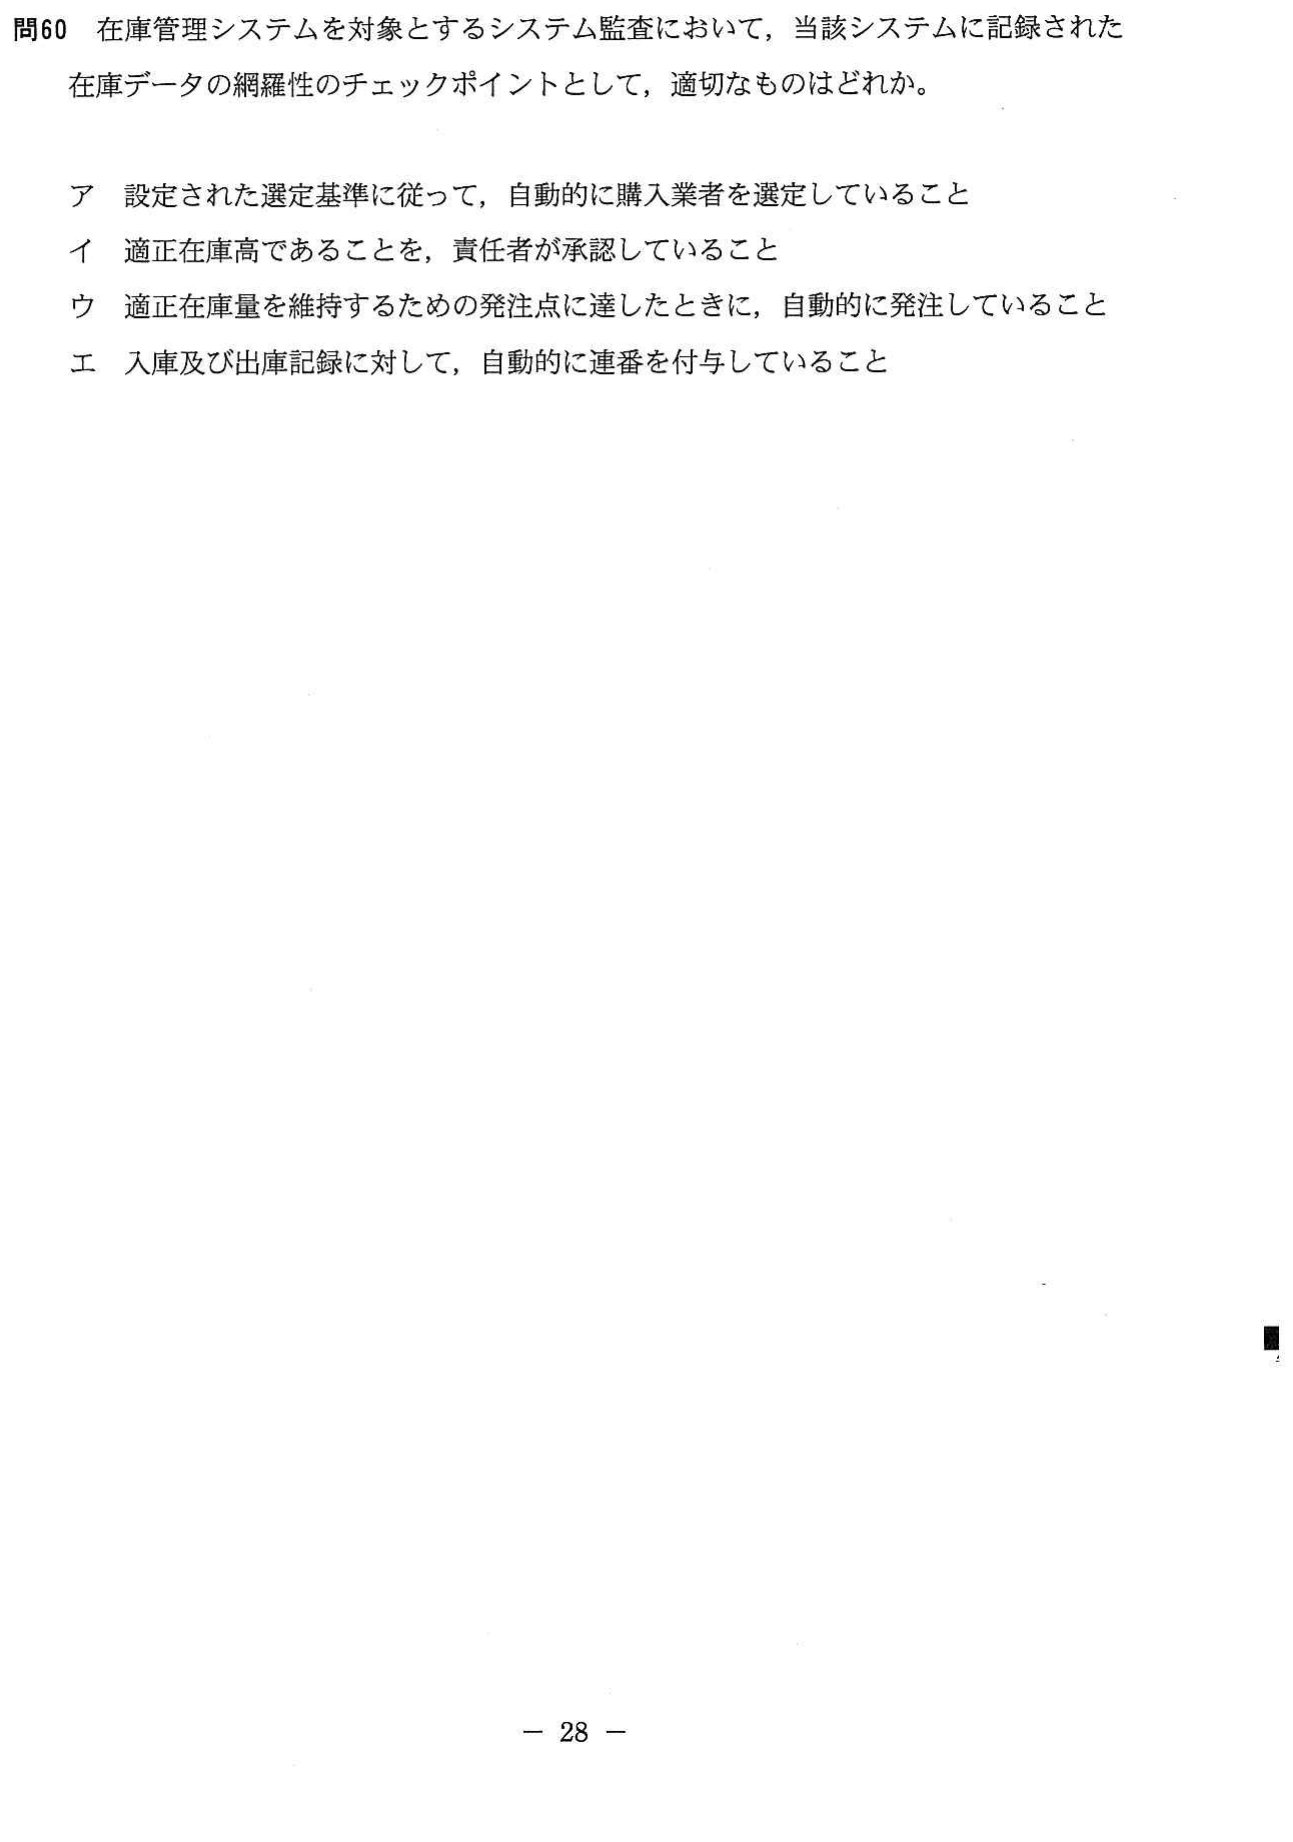 問60 在庫管理システムを対象とするシステム監査において，当該システムに記録された
在庫データの網羅性のチェックポイントとして，適切なものはどれか。
ア 設定された選定基準に従って，自動的に購入業者を選定していること
イ 適正在庫高であることを，責任者が承認していること
ウ 適正在庫量を維持するための発注点に達したときに，自動的に発注していること
エ 入庫及び出庫記録に対して，自動的に連番を付与していること
－ 28 －